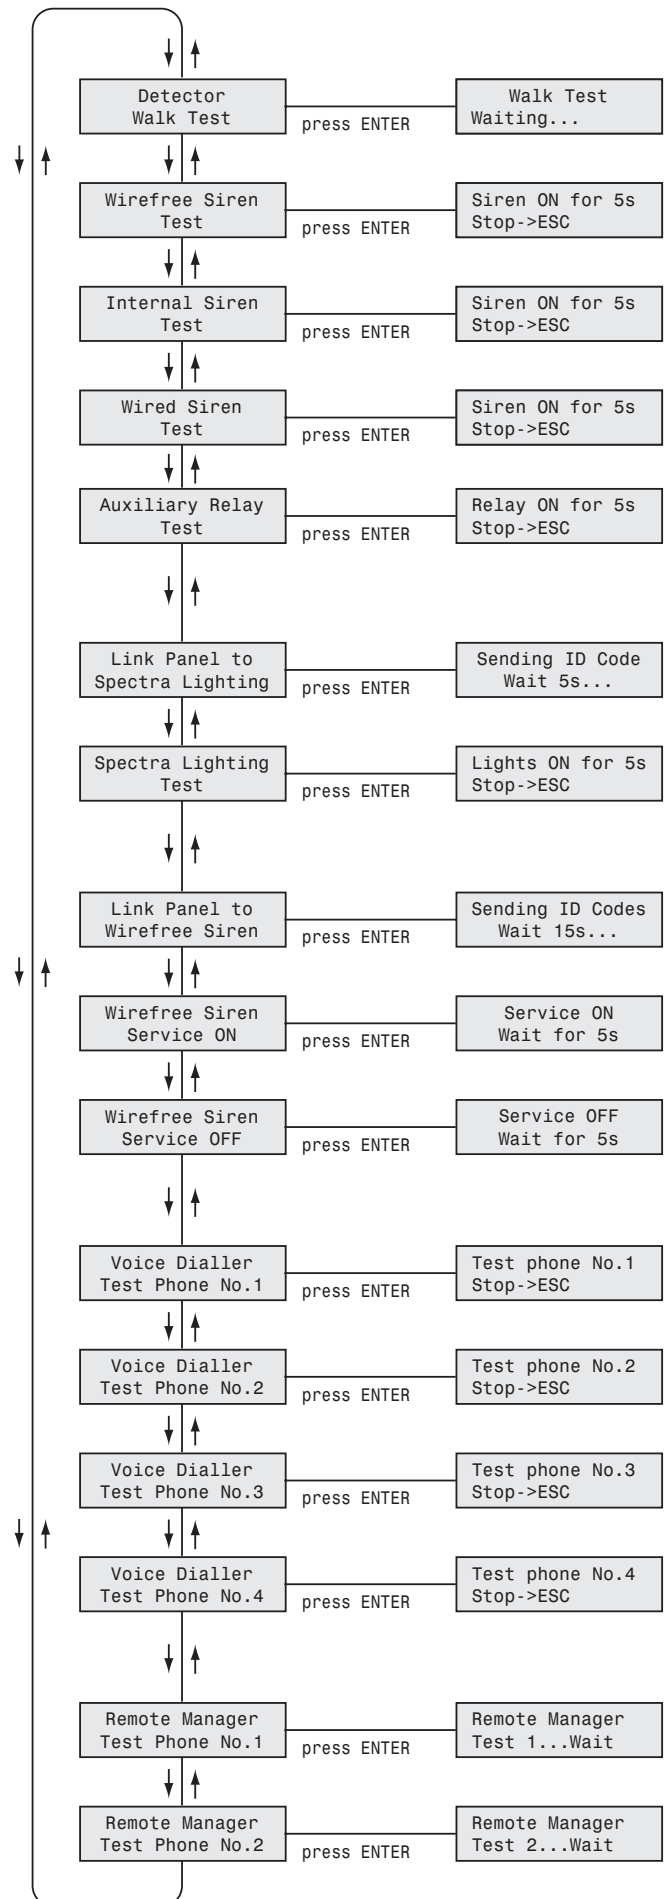 Detector
Walk Test
press ENTER
Walk Test
Waiting...
Wirefree Siren
Test
press ENTER
Siren ON for 5s
Stop->ESC
Internal Siren
Test
press ENTER
Siren ON for 5s
Stop->ESC
Wired Siren
Test
press ENTER
Siren ON for 5s
Stop->ESC
Auxiliary Relay
Test
press ENTER
Relay ON for 5s
Stop->ESC
Link Panel to
Spectra Lighting
press ENTER
Sending ID Code
Wait 5s...
Spectra Lighting
Test
press ENTER
Lights ON for 5s
Stop->ESC
Link Panel to
Wirefree Siren
press ENTER
Sending ID Codes
Wait 15s...
Wirefree Siren
Service ON
press ENTER
Service ON
Wait for 5s
Wirefree Siren
Service OFF
press ENTER
Service OFF
Wait for 5s
Voice Dialler
Test Phone No.1
press ENTER
Test phone No.1
Stop->ESC
Voice Dialler
Test Phone No.2
press ENTER
Test phone No.2
Stop->ESC
Voice Dialler
Test Phone No.3
press ENTER
Test phone No.3
Stop->ESC
Voice Dialler
Test Phone No.4
press ENTER
Test phone No.4
Stop->ESC
Remote Manager
Test Phone No.1
press ENTER
Remote Manager
Test 1...Wait
Remote Manager
Test Phone No.2
press ENTER
Remote Manager
Test 2...Wait